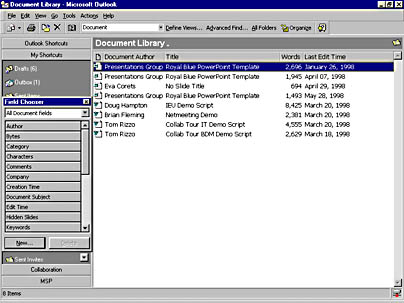 Document Library - Microsoft Outlook
File Edit View Go Tools Actions Help
Document Define Views... Advanced Find... All Folders Organize
Outlook Shortcuts
Document Library .
My Shortcuts
Document Author Title Words Last Edit Time
Presentations Group Royal Blue PowerPoint Template 2,696 January 26, 1998
Presentations Group Royal Blue PowerPoint Template 1,945 April 07, 1998
Eva Corets No Slide Title 694 April 29, 1998
Presentations Group Royal Blue PowerPoint Template 1,493 May 28, 1998
Doug Hampton IEU Demo Script 8,425 March 20, 1998
Brian Fleming Netmeeting Demo 2,381 March 20, 1998
Tom Rizzo Collab Tour IT Demo Script 4,555 March 20, 1998
Tom Rizzo Collab Tour BDM Demo Script 2,629 March 18, 1998
Drafts (6)
Outbox (1)
Sent Items
Field Chooser
All Document fields
Author
Bytes
Category
Characters
Comments
Company
Creation Time
Document Subject
Edit Time
Hidden Slides
Keywords
New... Delete
Sent Invites
Collaboration
MSP
8 Items